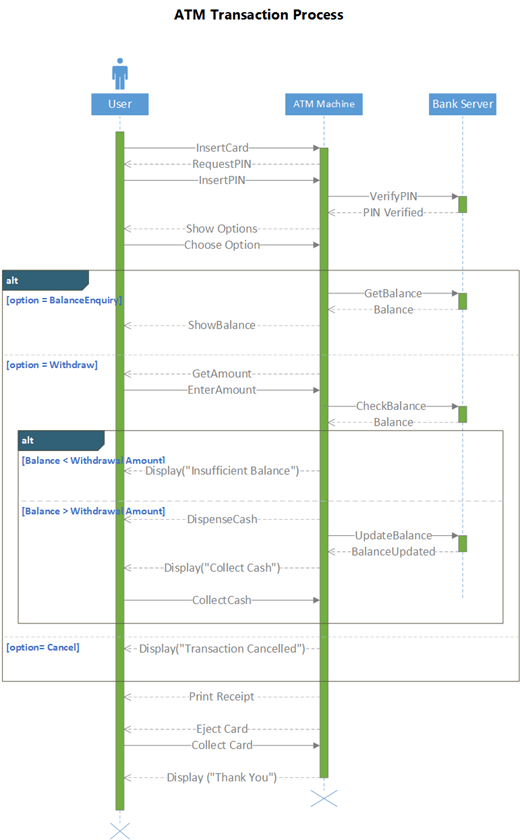 ATM Transaction Process
User
ATM Machine
Bank Server
InsertCard
RequestPIN
InsertPIN
VerifyPIN
PIN Verified
Show Options
Choose Option
alt
[option = BalanceEnquiry]
GetBalance
Balance
ShowBalance
[option = Withdraw]
GetAmount
EnterAmount
CheckBalance
Balance
alt
[Balance < Withdrawal Amount]
Display("Insufficient Balance")
[Balance > Withdrawal Amount]
DispenseCash
UpdateBalance
BalanceUpdated
Display("Collect Cash")
CollectCash
[option= Cancel]
Display("Transaction Cancelled")
Print Receipt
Eject Card
Collect Card
Display ("Thank You")